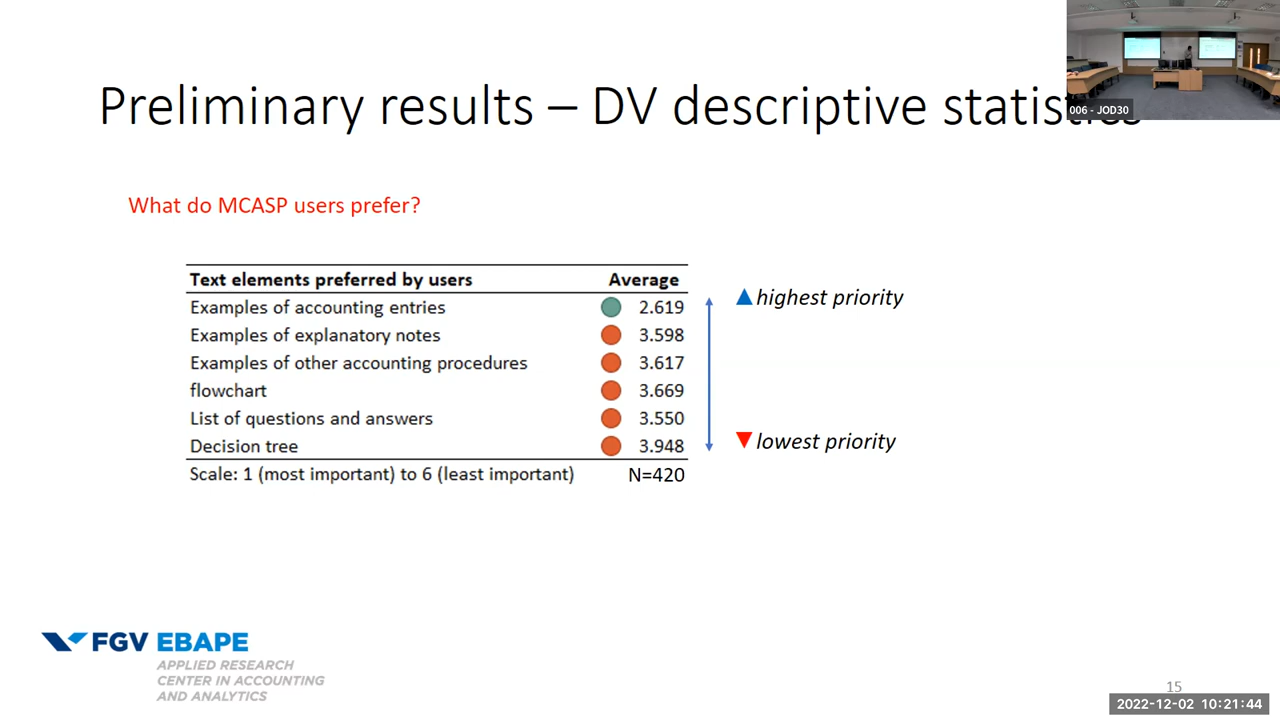 Preliminary results – DV descriptive statistics
006 - JOD30
What do MCASP users prefer?
Text elements preferred by users Average
Examples of accounting entries 2.619
Examples of explanatory notes 3.598
Examples of other accounting procedures 3.617
flowchart 3.669
List of questions and answers 3.550
Decision tree 3.948
Scale: 1 (most important) to 6 (least important) N=420
highest priority
lowest priority
FGV EBAPE
APPLIED RESEARCH
CENTER IN ACCOUNTING
AND ANALYTICS
15
2022-12-02 10:21:44